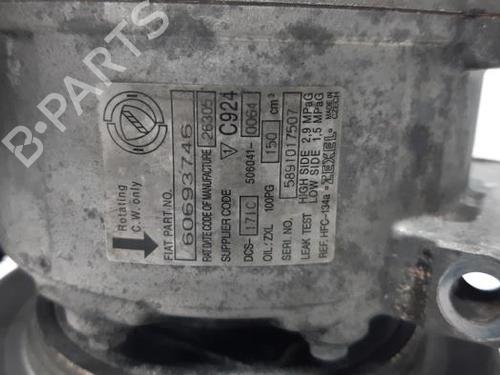 Rotating
C.W. only
FIAT PART NO. 60693746
RAT/DATE CODE OF MANUFACTURE 26305
SUPPLIER CODE C924
DCS- 171C 506041- 0064
OIL: ZXL 100PG 150 cm³
SERI. NO. 5891017507
LEAK TEST HIGH SIDE 2,9 MPaG
LOW SIDE 1,5 MPaG
REF. HFC-134a ZEXEL MADE IN CZECH
B-PARTS